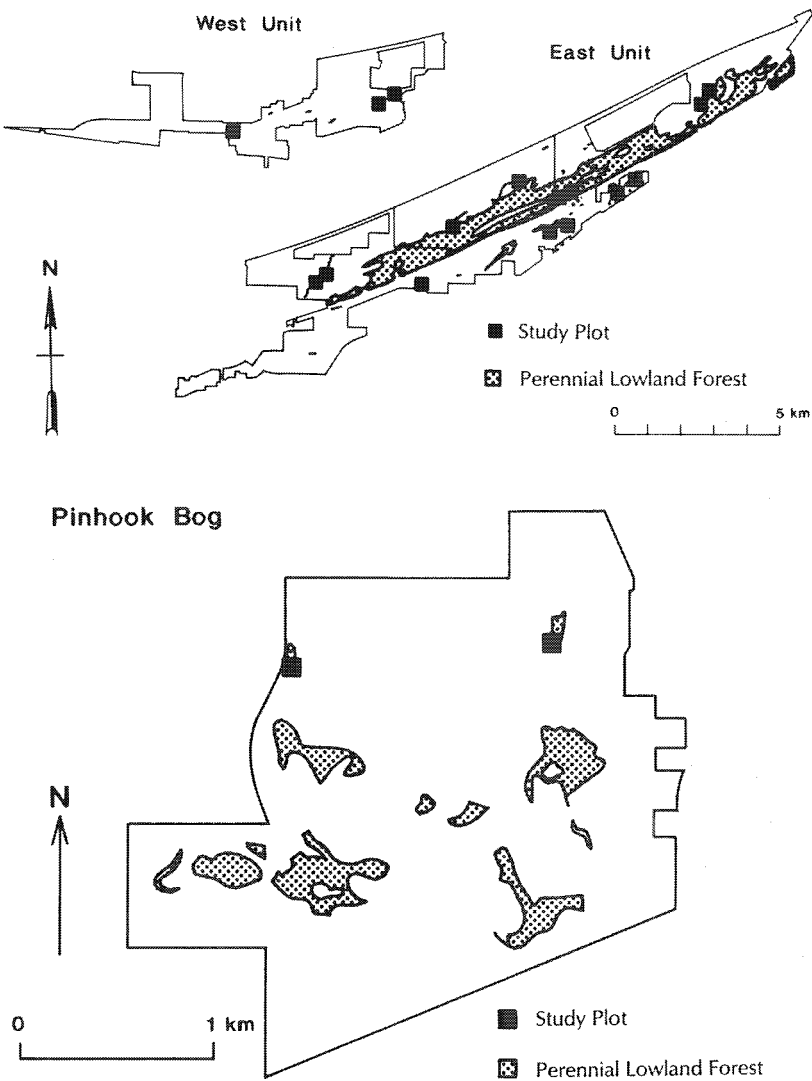 West Unit
East Unit
N
Study Plot
Perennial Lowland Forest
0 5 km
Pinhook Bog
N
0 1 km
Study Plot
Perennial Lowland Forest